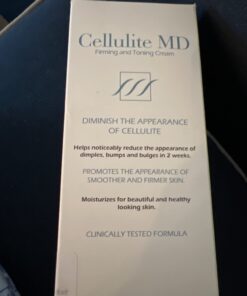 Cellulite MD
Firming and Toning Cream
DIMINISH THE APPEARANCE
OF CELLULITE
Helps noticeably reduce the appearance of
dimples, bumps and bulges in 2 weeks.
PROMOTES THE APPEARANCE OF
SMOOTHER AND FIRMER SKIN.
Moisturizes for beautiful and healthy
looking skin.
CLINICALLY TESTED FORMULA